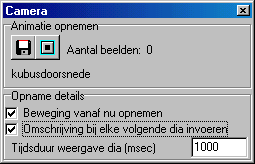 Camera
Animatie opnemen
Aantal beelden: 0
kubusdoorsnede
Opname details
Beweging vanaf nu opnemen
Omschrijving bij elke volgende dia invoeren
Tijdsduur weergave dia (msec) 1000